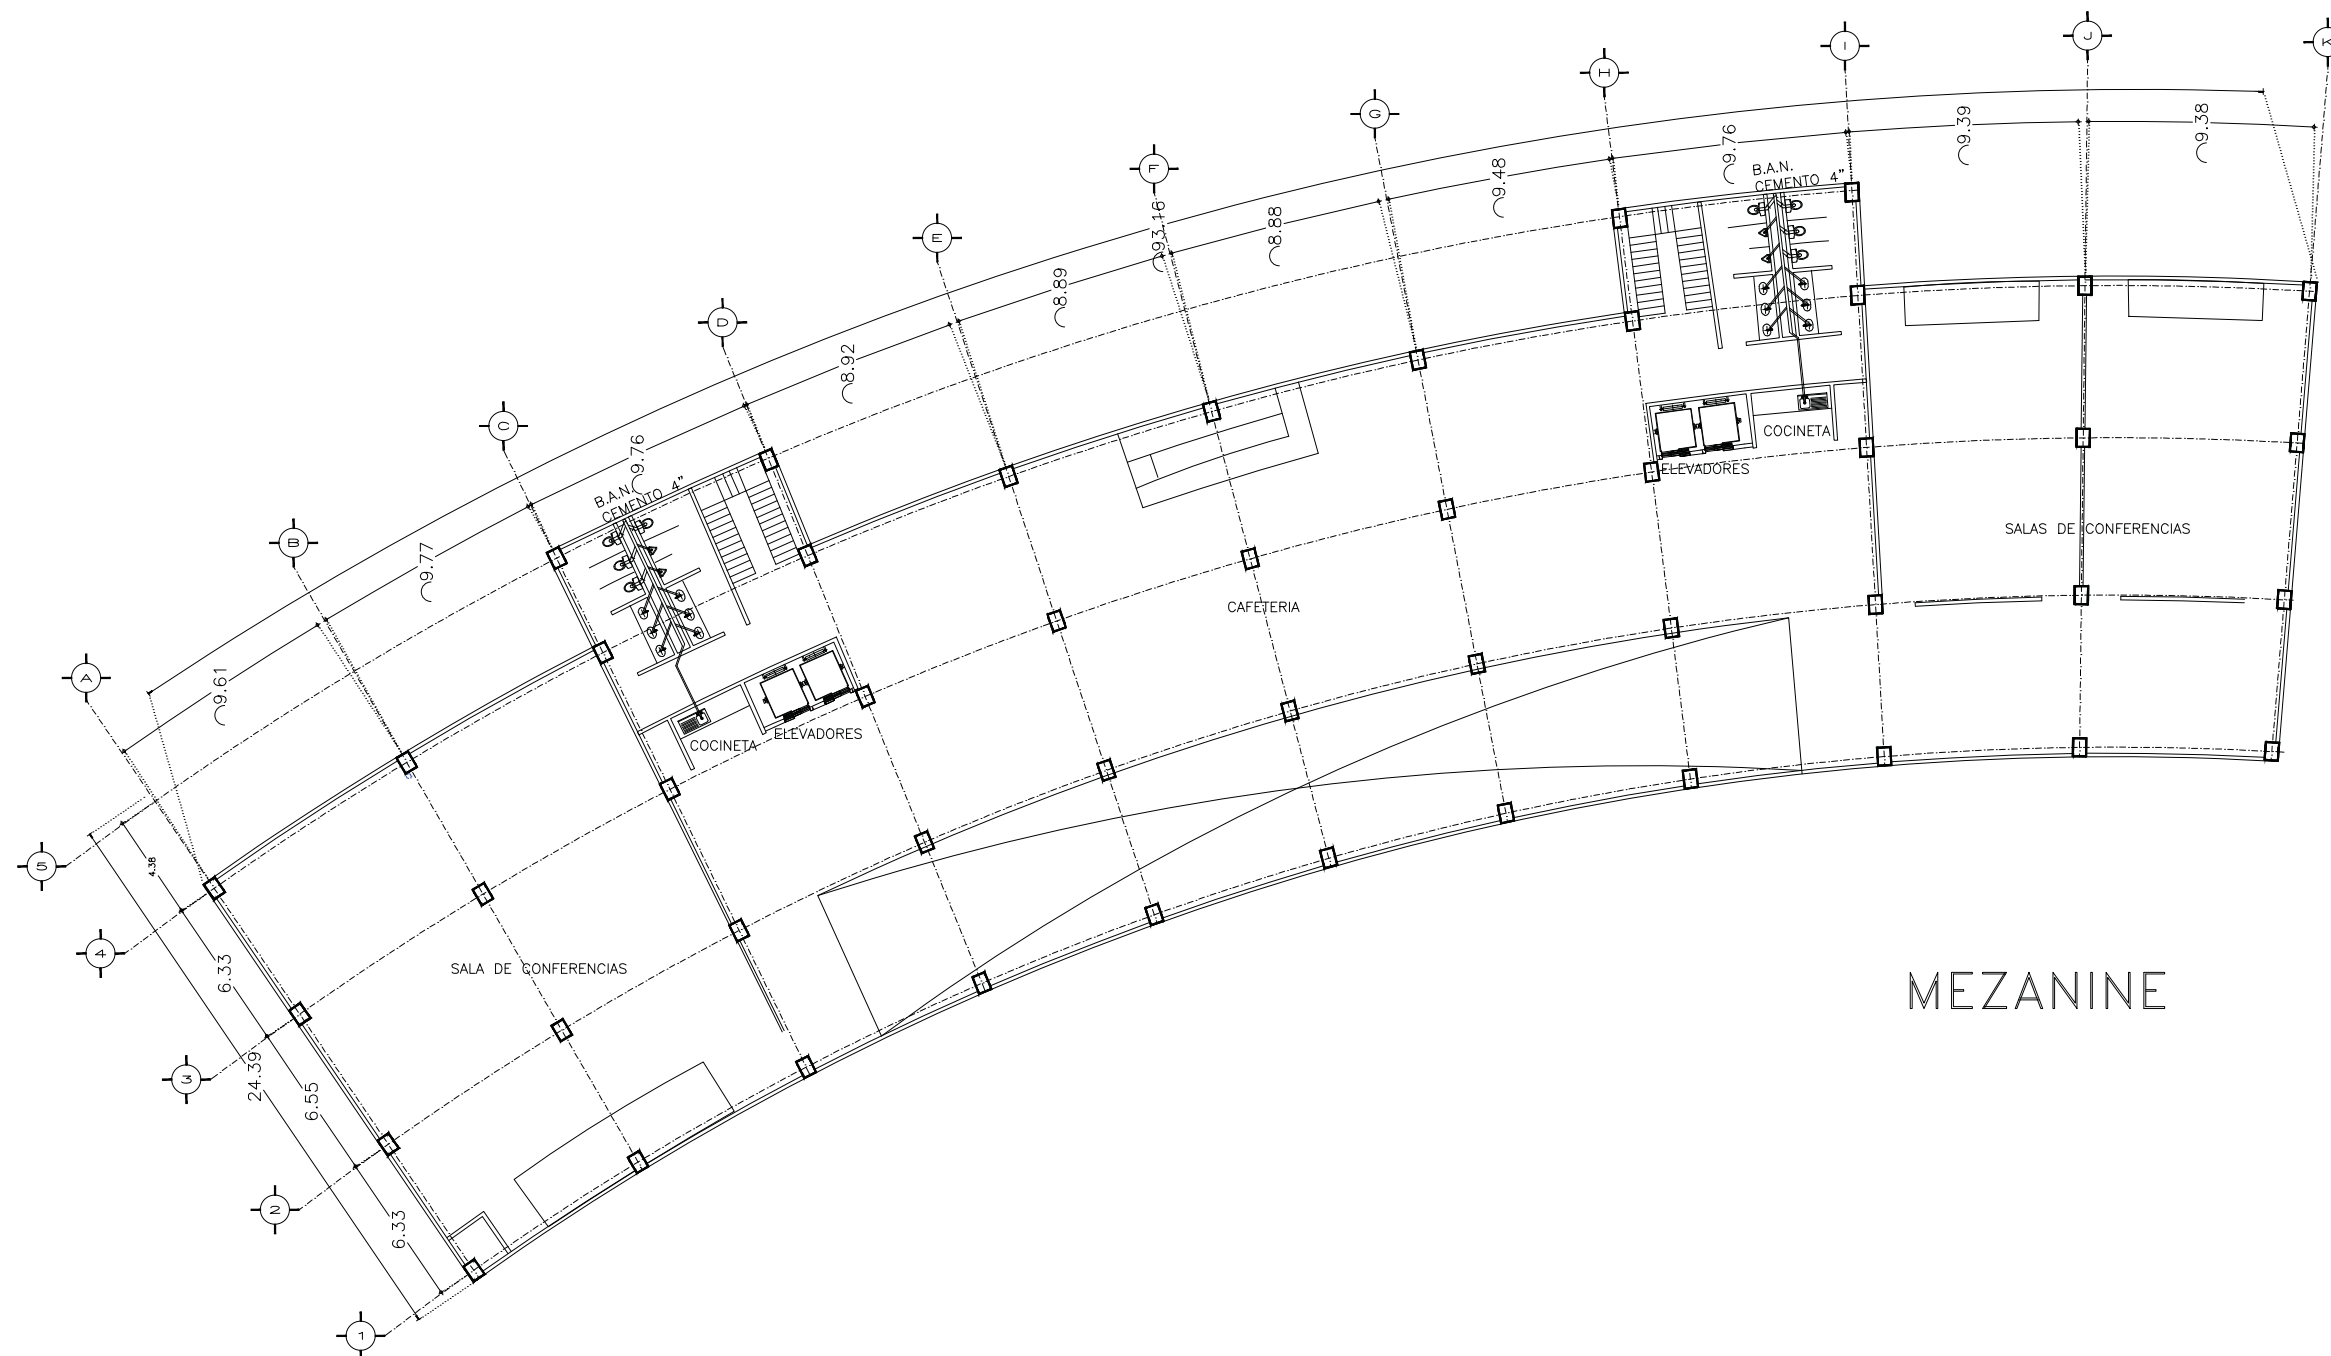 A
B
C
D
E
F
G
H
I
J
K
9.61
9.77
9.76
8.92
8.89
93.16
8.88
9.48
9.76
9.39
9.38
B.A.N.
CEMENTO 4"
B.A.N.
CEMENTO 4"
COCINETA
ELEVADORES
COCINETA
ELEVADORES
SALAS DE CONFERENCIAS
CAFETERIA
SALA DE CONFERENCIAS
5
4
3
2
1
4.38
6.33
24.39
6.55
6.33
MEZANINE